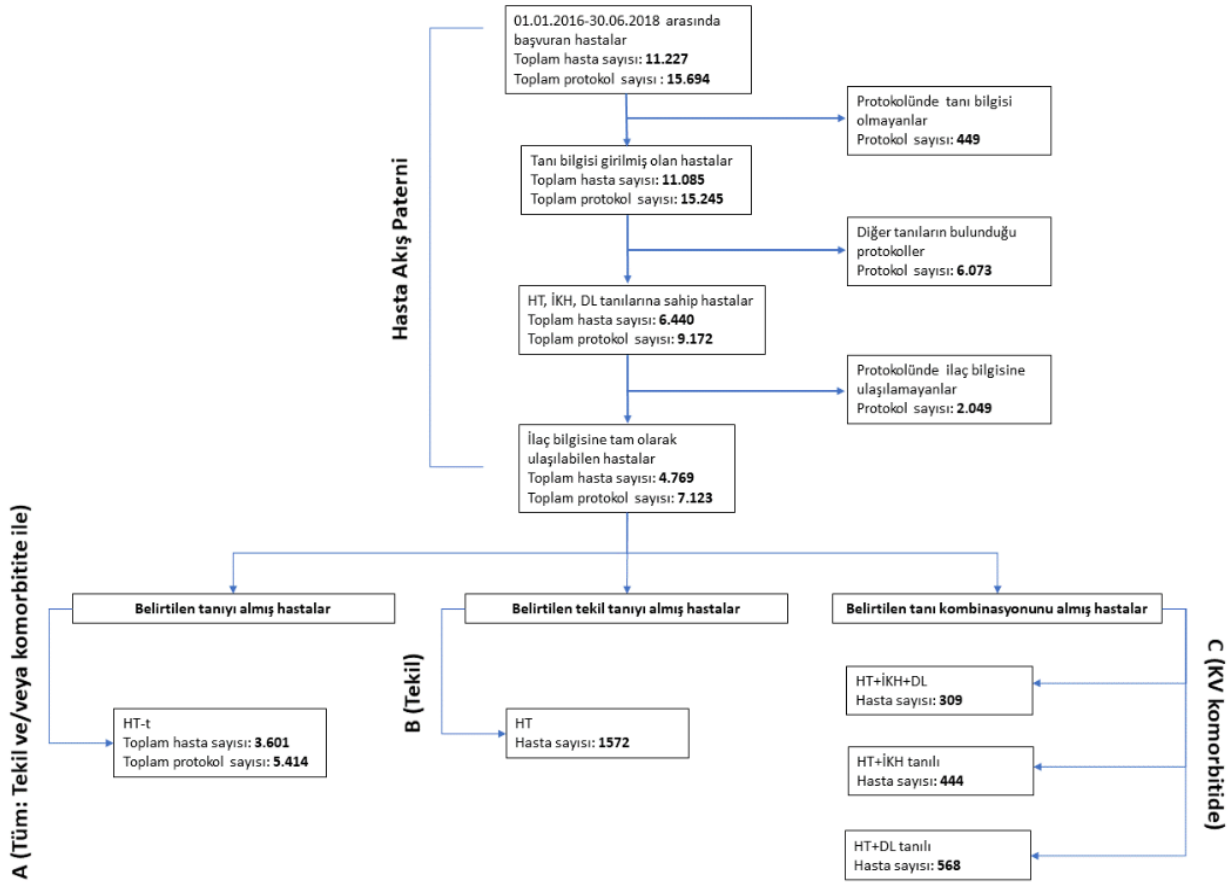 01.01.2016-30.06.2018 arasında
başvuran hastalar
Toplam hasta sayısı: 11.227
Toplam protokol sayısı : 15.694
Protokolünde tanı bilgisi
olmayanlar
Protokol sayısı: 449
Hasta Akış Paterni
Tanı bilgisi girilmiş olan hastalar
Toplam hasta sayısı: 11.085
Toplam protokol sayısı: 15.245
Diğer tanıların bulunduğu
protokoller
Protokol sayısı: 6.073
HT, İKH, DL tanılarına sahip hastalar
Toplam hasta sayısı: 6.440
Toplam protokol sayısı: 9.172
Protokolünde ilaç bilgisine
ulaşılamayanlar
Protokol sayısı: 2.049
İlaç bilgisine tam olarak
ulaşılabilen hastalar
Toplam hasta sayısı: 4.769
Toplam protokol sayısı: 7.123
A (Tüm: Tekil ve/veya komorbitite ile)
Belirtilen tanıyı almış hastalar
HT-t
Toplam hasta sayısı: 3.601
Toplam protokol sayısı: 5.414
B (Tekil)
Belirtilen tekil tanıyı almış hastalar
HT
Hasta sayısı: 1572
Belirtilen tanı kombinasyonunu almış hastalar
C (KV komorbitide)
HT+İKH+DL
Hasta sayısı: 309
HT+İKH tanılı
Hasta sayısı: 444
HT+DL tanılı
Hasta sayısı: 568